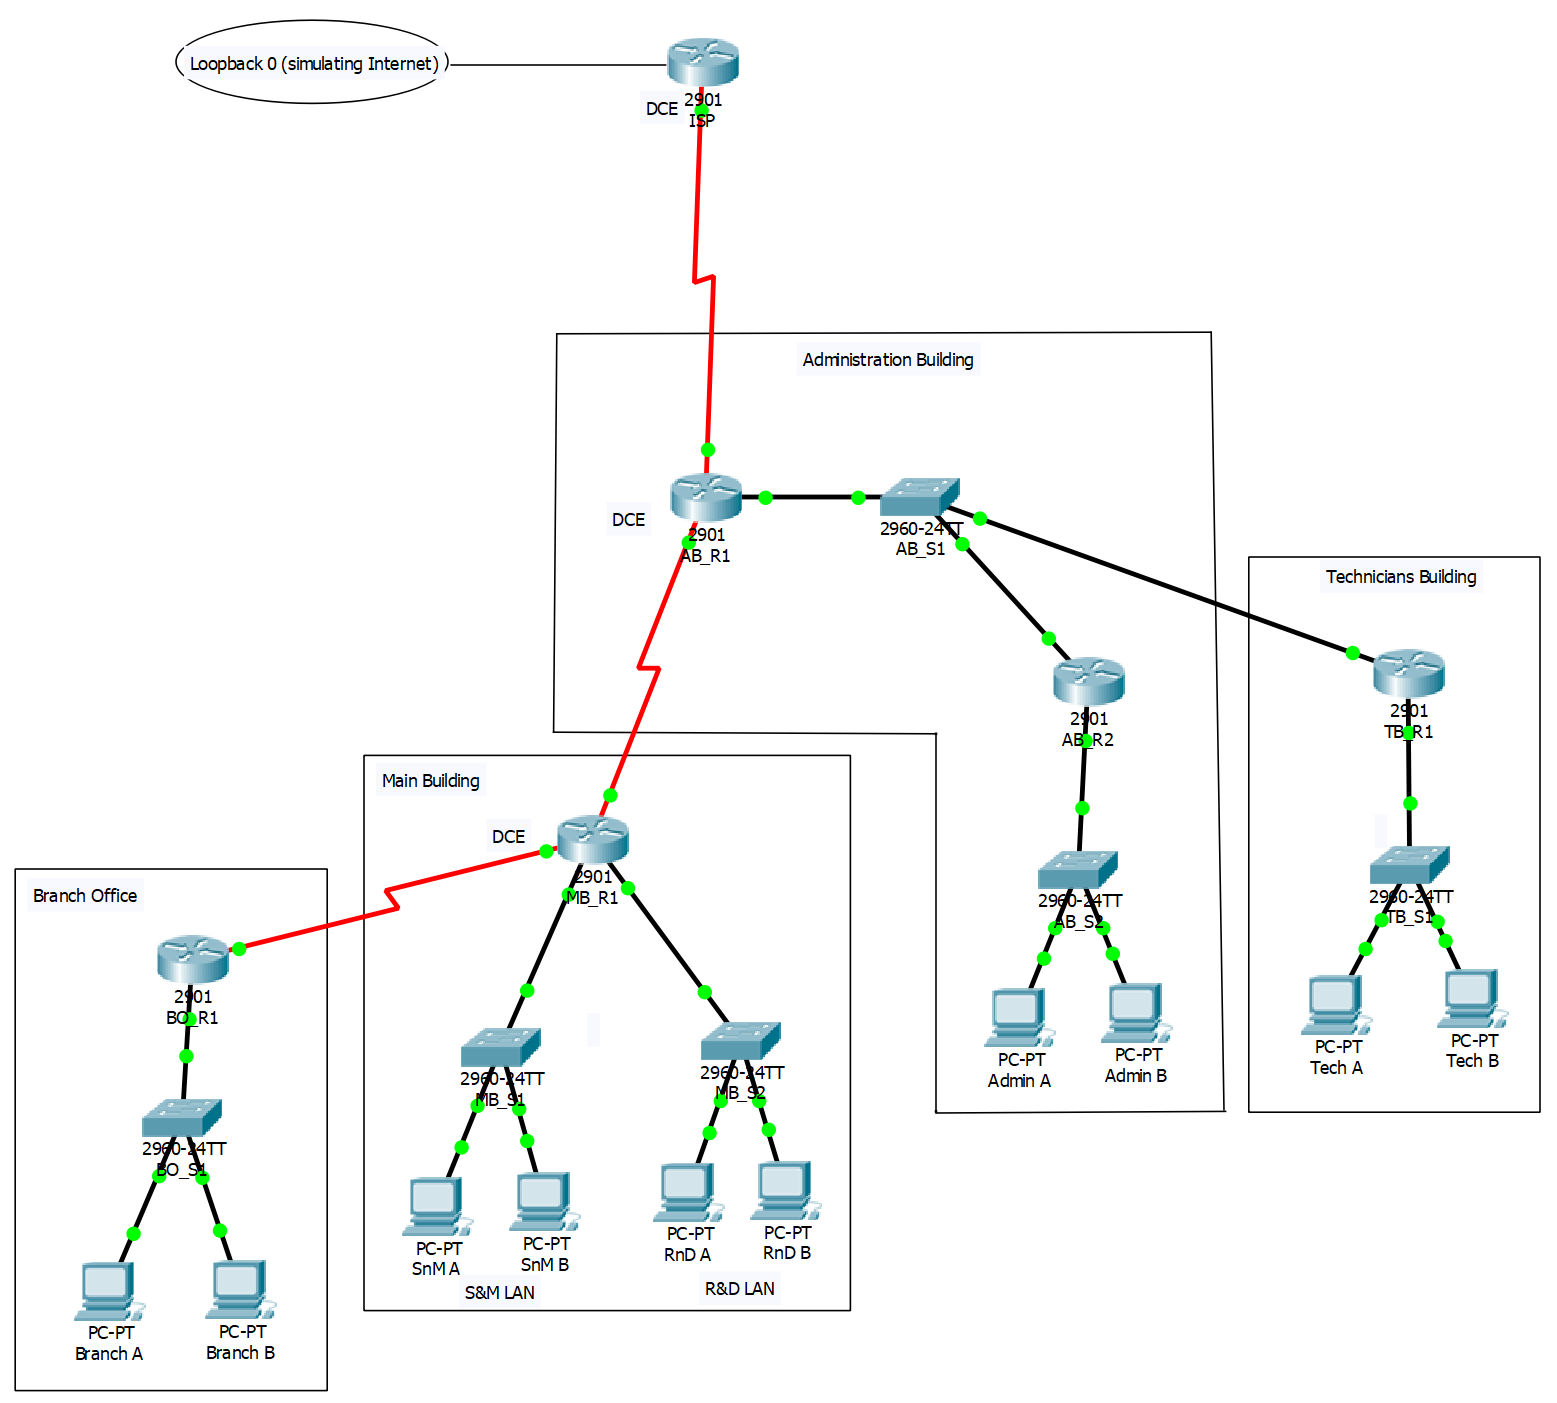 Loopback 0 (simulating Internet)
DCE
2901
ISP
Administration Building
DCE
2901
AB_R1
2960-24TT
AB_S1
Technicians Building
2901
AB_R2
2901
TB_R1
Main Building
DCE
2901
MB_R1
2960-24TT
AB_S2
2960-24TT
TB_S1
Branch Office
2901
BO_R1
PC-PT
Admin A
PC-PT
Admin B
PC-PT
Tech A
PC-PT
Tech B
2960-24TT
MB_S1
2960-24TT
MB_S2
2960-24TT
BO_S1
PC-PT
SnM A
PC-PT
SnM B
PC-PT
RnD A
PC-PT
RnD B
S&M LAN
R&D LAN
PC-PT
Branch A
PC-PT
Branch B